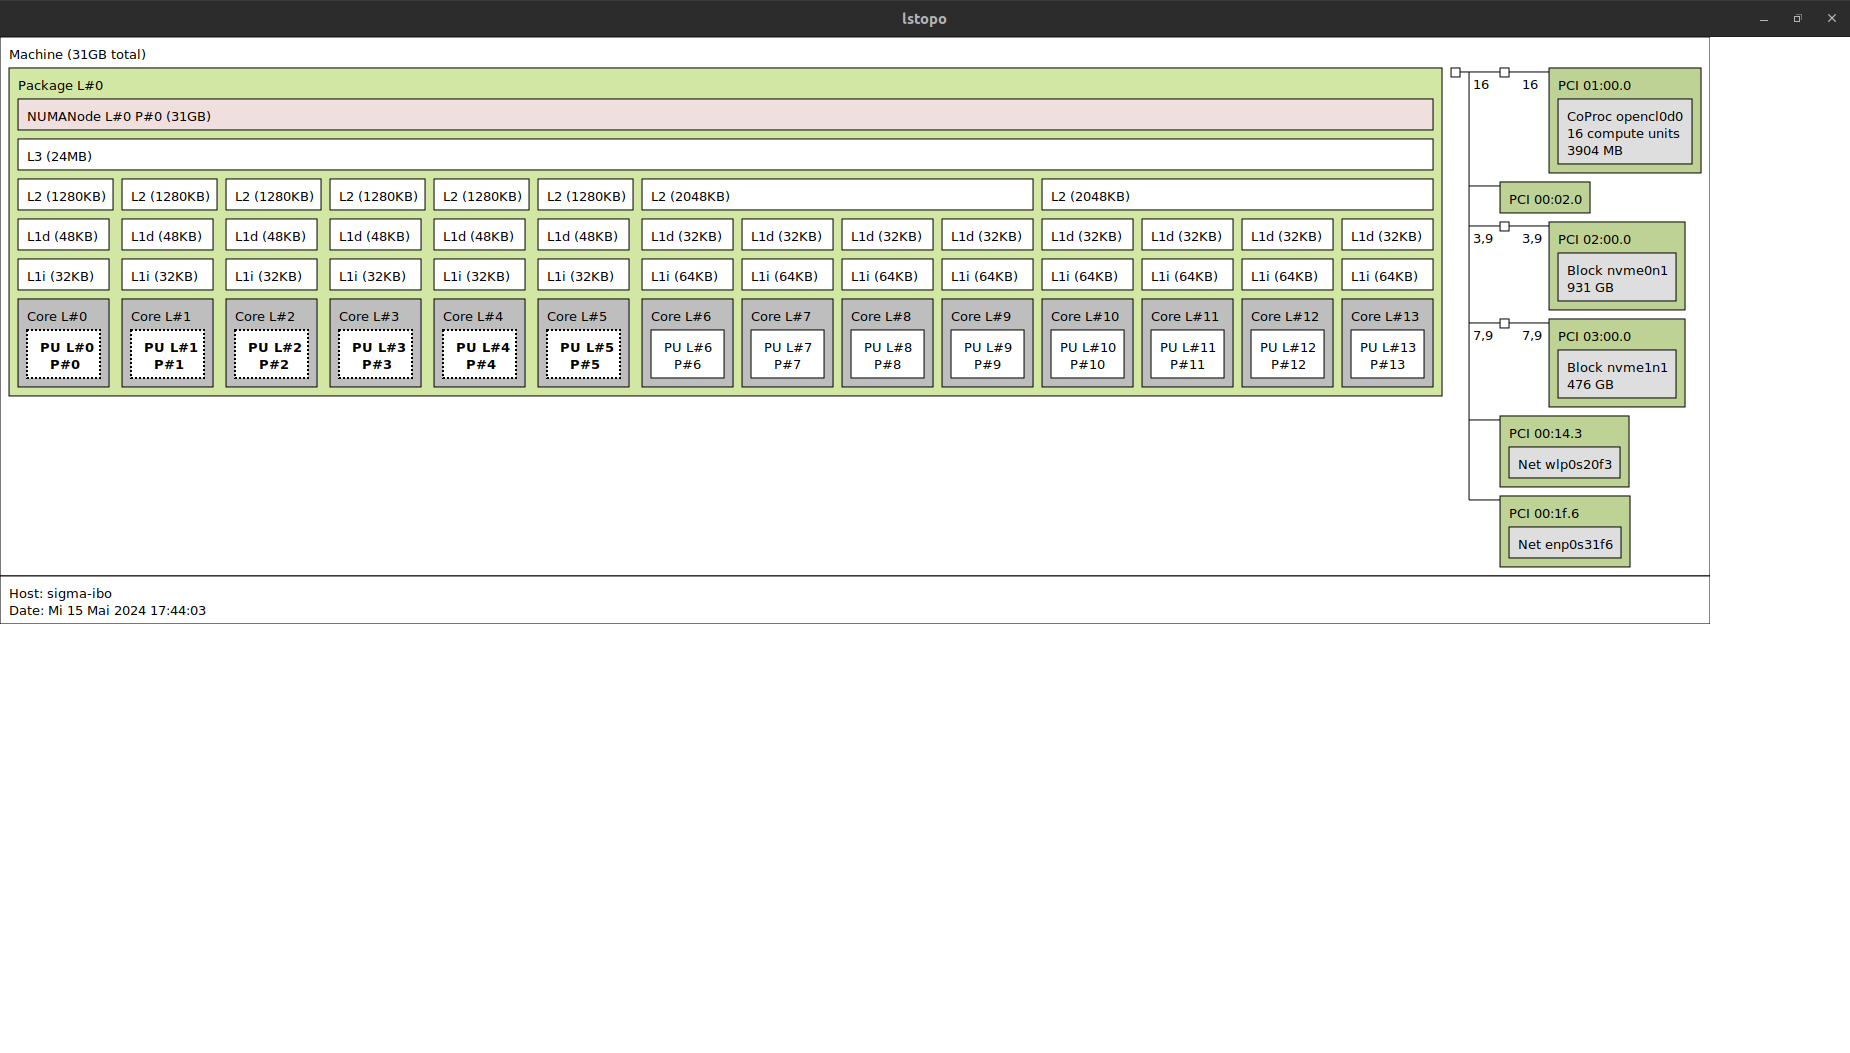 lstopo
Machine (31GB total)
Package L#0
NUMANode L#0 P#0 (31GB)
L3 (24MB)
L2 (1280KB) L2 (1280KB) L2 (1280KB) L2 (1280KB) L2 (1280KB) L2 (1280KB) L2 (2048KB) L2 (2048KB)
L1d (48KB) L1d (48KB) L1d (48KB) L1d (48KB) L1d (48KB) L1d (48KB) L1d (32KB) L1d (32KB) L1d (32KB) L1d (32KB) L1d (32KB) L1d (32KB) L1d (32KB) L1d (32KB)
L1i (32KB) L1i (32KB) L1i (32KB) L1i (32KB) L1i (32KB) L1i (32KB) L1i (64KB) L1i (64KB) L1i (64KB) L1i (64KB) L1i (64KB) L1i (64KB) L1i (64KB) L1i (64KB)
Core L#0 Core L#1 Core L#2 Core L#3 Core L#4 Core L#5 Core L#6 Core L#7 Core L#8 Core L#9 Core L#10 Core L#11 Core L#12 Core L#13
PU L#0 PU L#1 PU L#2 PU L#3 PU L#4 PU L#5 PU L#6 PU L#7 PU L#8 PU L#9 PU L#10 PU L#11 PU L#12 PU L#13
P#0 P#1 P#2 P#3 P#4 P#5 P#6 P#7 P#8 P#9 P#10 P#11 P#12 P#13
16 16 PCI 01:00.0
CoProc opencl0d0
16 compute units
3904 MB
PCI 00:02.0
3,9 3,9 PCI 02:00.0
Block nvme0n1
931 GB
7,9 7,9 PCI 03:00.0
Block nvme1n1
476 GB
PCI 00:14.3
Net wlp0s20f3
PCI 00:1f.6
Net enp0s31f6
Host: sigma-ibo
Date: Mi 15 Mai 2024 17:44:03